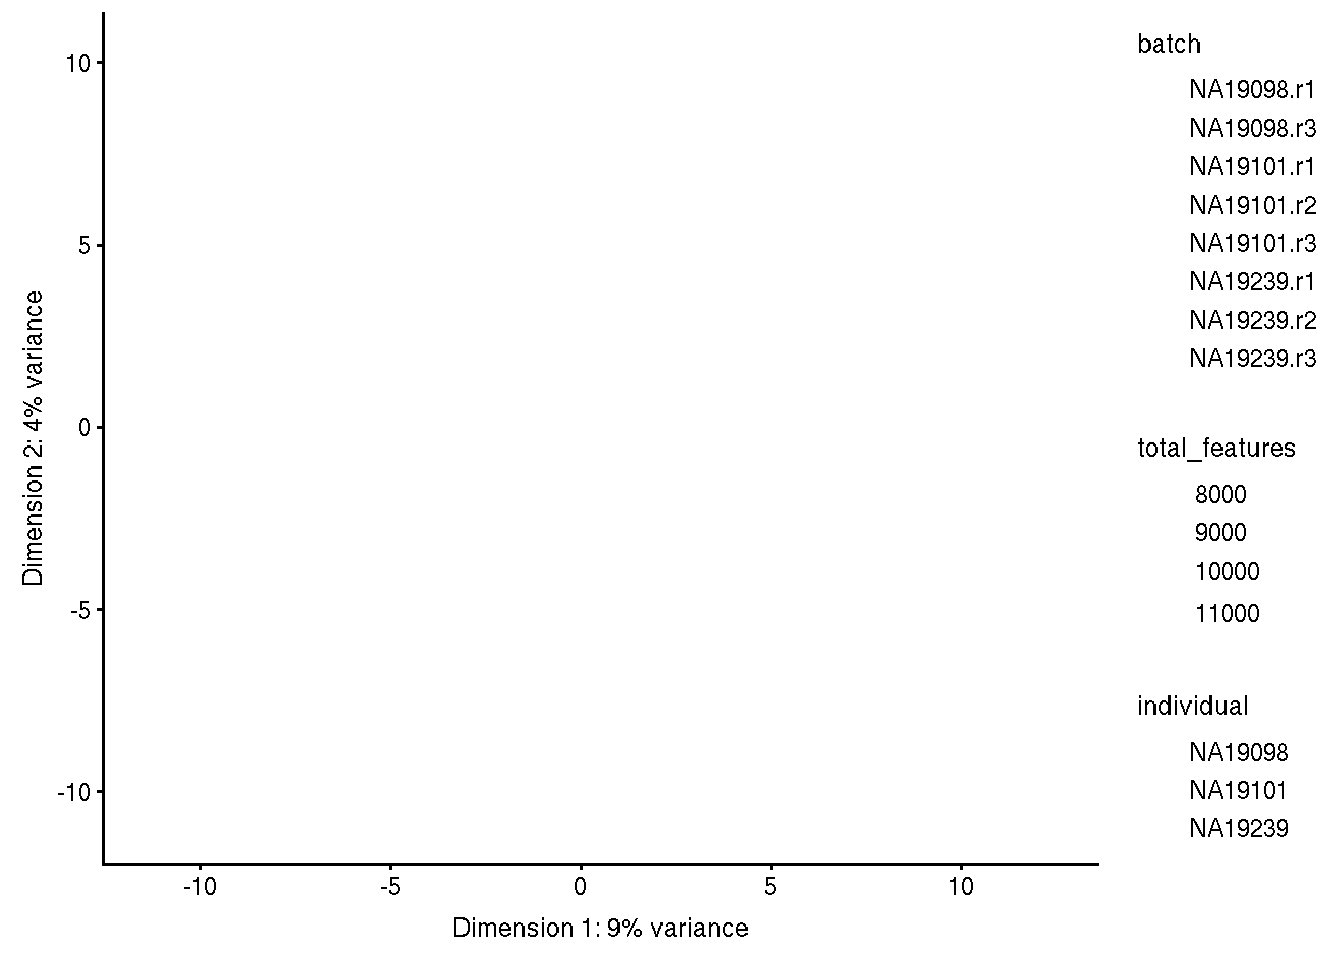 batch
NA19098.r1
NA19098.r3
NA19101.r1
NA19101.r2
NA19101.r3
NA19239.r1
NA19239.r2
NA19239.r3
total_features
8000
9000
10000
11000
individual
NA19098
NA19101
NA19239
10
5
0
-5
-10
Dimension 2: 4% variance
-10
-5
0
5
10
Dimension 1: 9% variance